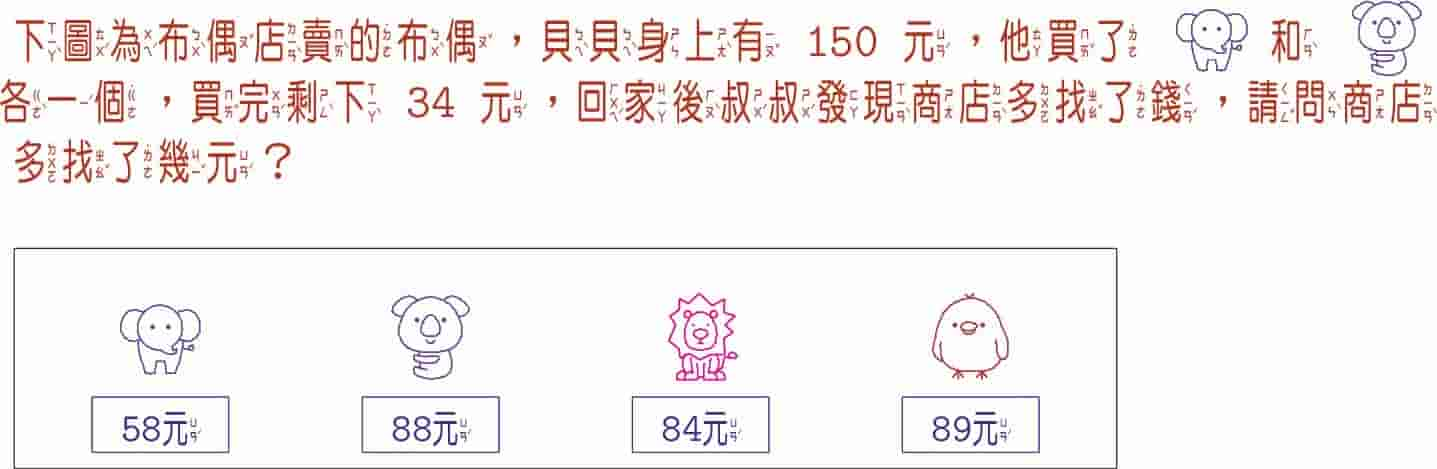 下圖為布偶店賣的布偶，貝貝身上有 150 元，他買了 和
各一個，買完剩下 34 元，回家後叔叔發現商店多找了錢，請問商店
多找了幾元？
58元 88元 84元 89元